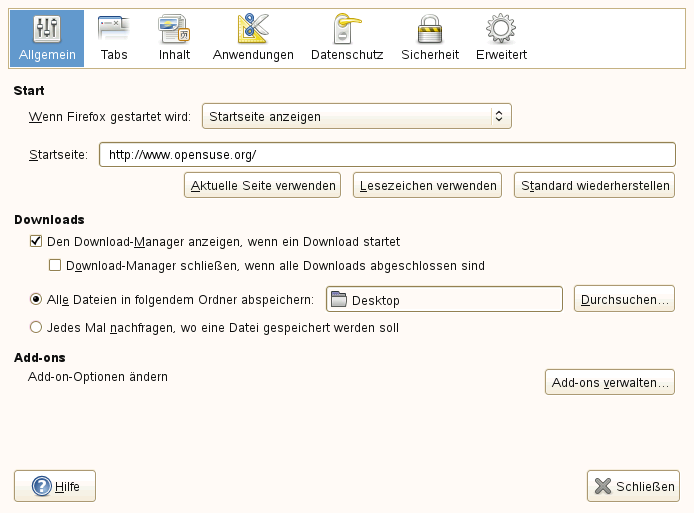 Allgemein Tabs Inhalt Anwendungen Datenschutz Sicherheit Erweitert
Start
Wenn Firefox gestartet wird: Startseite anzeigen
Startseite: http://www.opensuse.org/
Aktuelle Seite verwenden Lesezeichen verwenden Standard wiederherstellen
Downloads
Den Download-Manager anzeigen, wenn ein Download startet
Download-Manager schließen, wenn alle Downloads abgeschlossen sind
Alle Dateien in folgendem Ordner abspeichern: Desktop Durchsuchen...
Jedes Mal nachfragen, wo eine Datei gespeichert werden soll
Add-ons
Add-on-Optionen ändern
Add-ons verwalten...
Hilfe Schließen